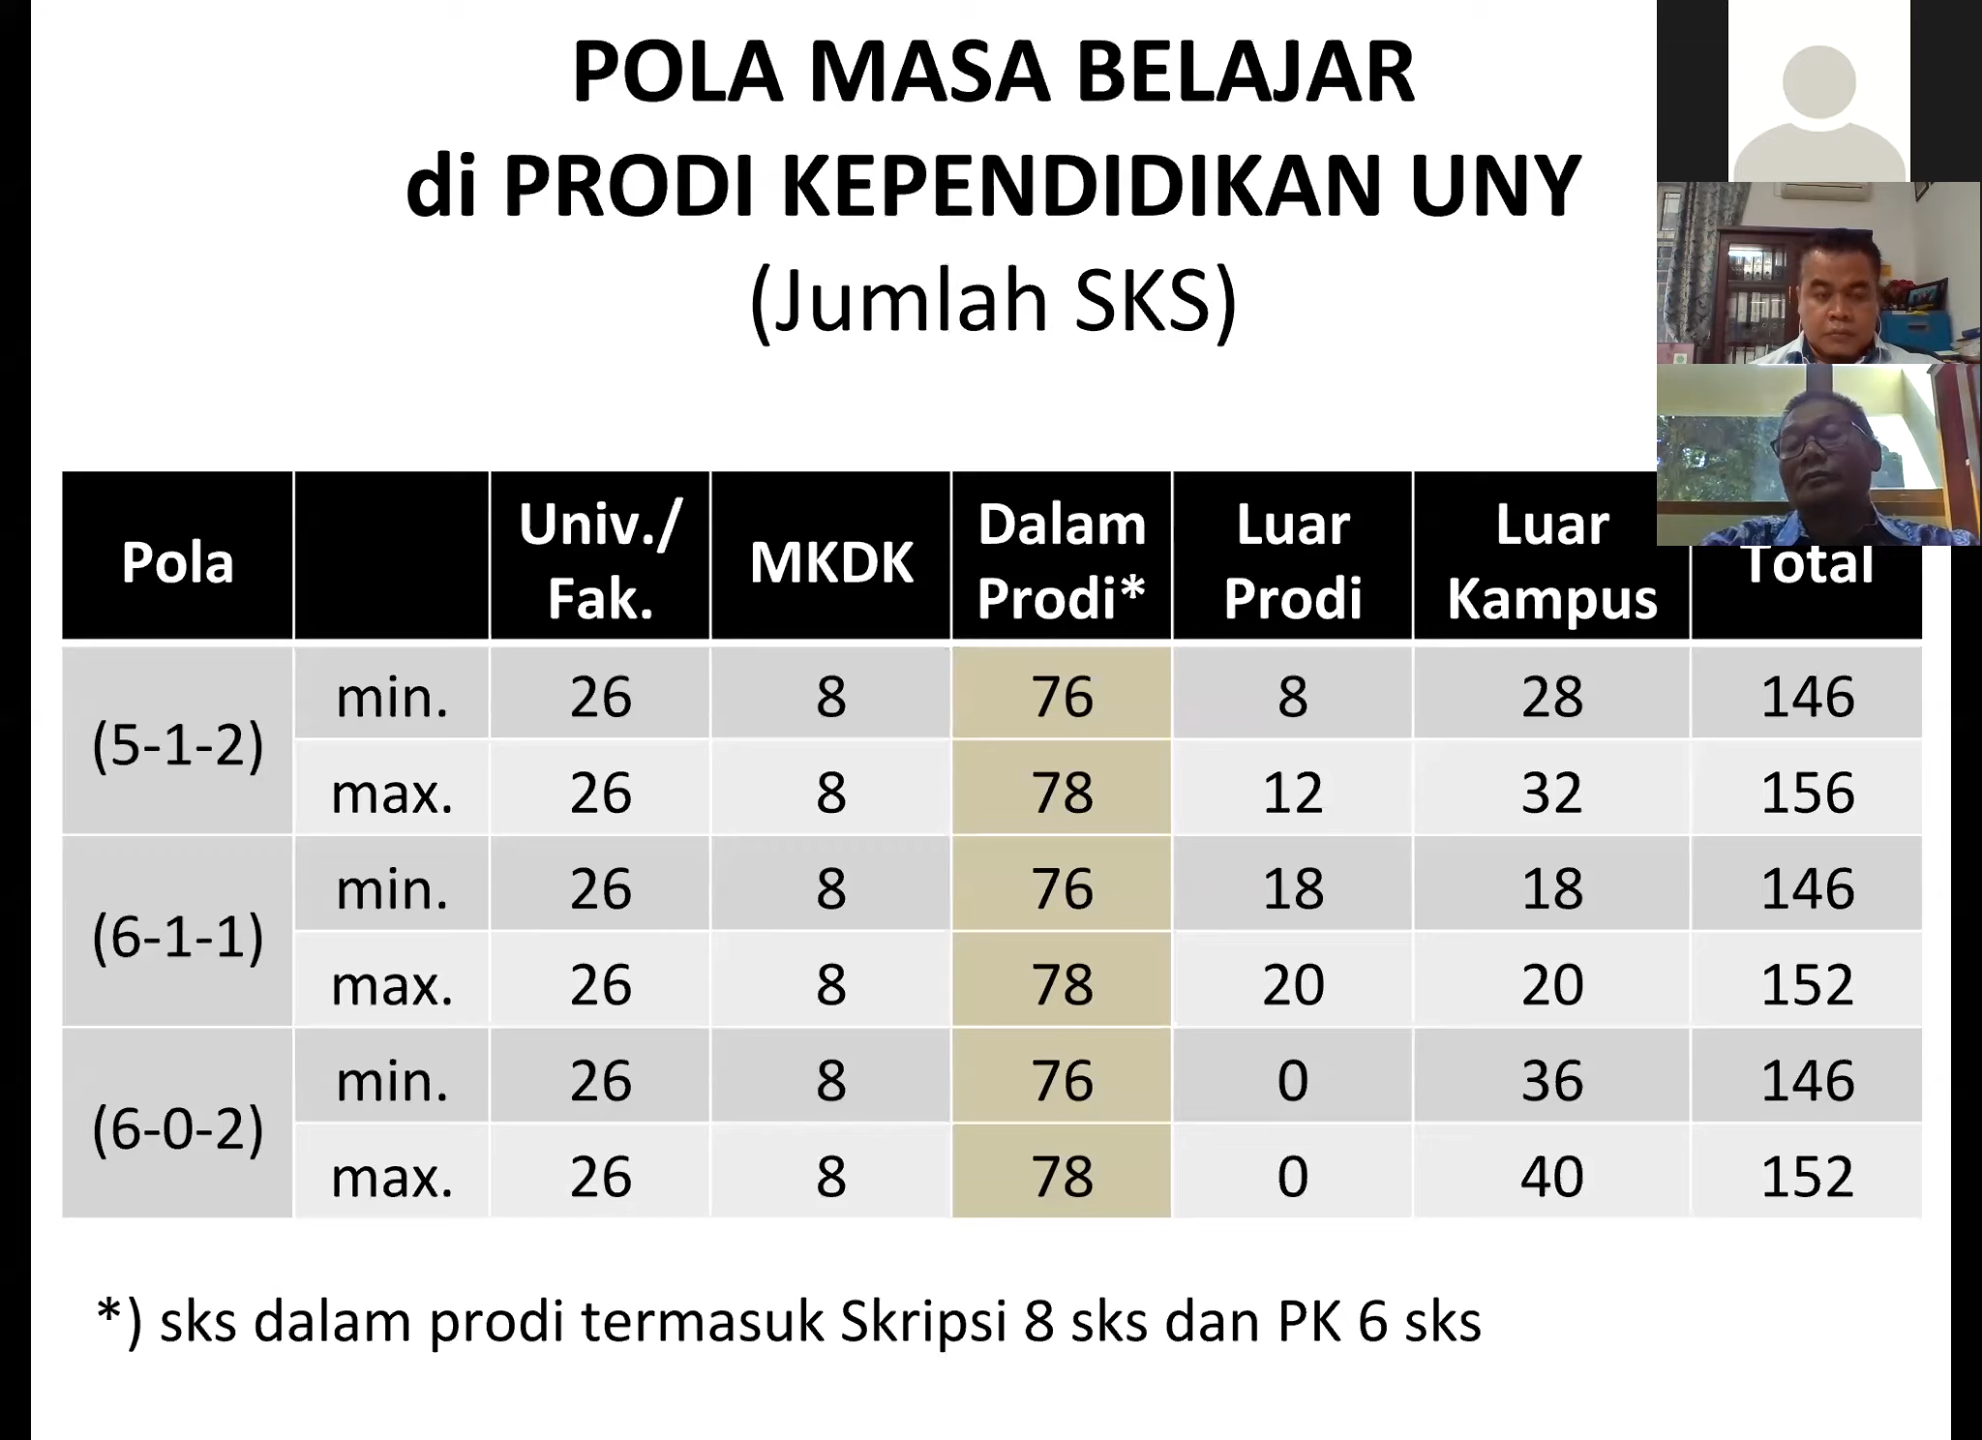 POLA MASA BELAJAR
di PRODI KEPENDIDIKAN UNY
(Jumlah SKS)
Pola Univ./ Fak. MKDK Dalam Prodi* Luar Prodi Luar Kampus Total
(5-1-2) min. 26 8 76 8 28 146
max. 26 8 78 12 32 156
(6-1-1) min. 26 8 76 18 18 146
max. 26 8 78 20 20 152
(6-0-2) min. 26 8 76 0 36 146
max. 26 8 78 0 40 152
*) sks dalam prodi termasuk Skripsi 8 sks dan PK 6 sks